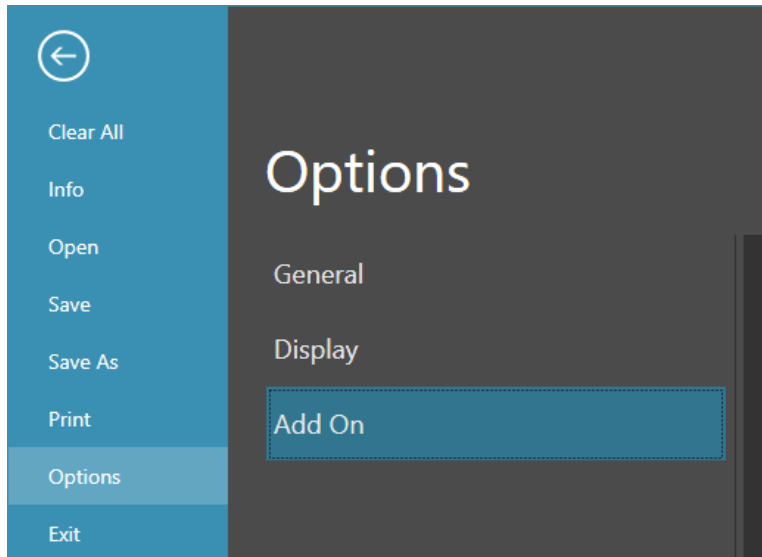 Clear All
Info
Open
Save
Save As
Print
Options
Exit
Options
General
Display
Add On